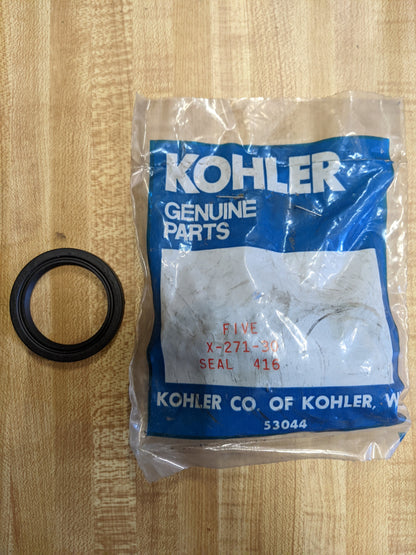 KOHLER
GENUINE
PARTS
FIVE
X-271-30
SEAL 416
KOHLER CO. OF KOHLER, W
53044